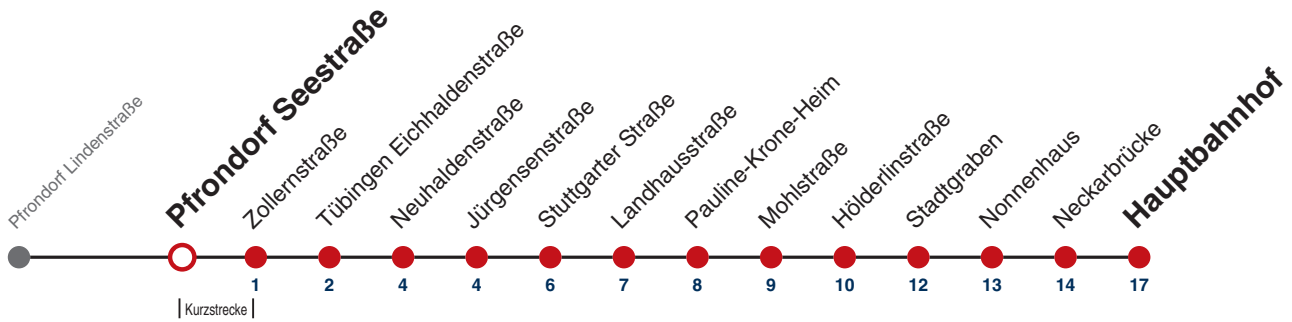 Pfrondorf Lindenstraße
Pfrondorf Seestraße
Zollernstraße
Tübingen Eichhaldenstraße
Neuhaldenstraße
Jürgensenstraße
Stuttgarter Straße
Landhausstraße
Pauline-Krone-Heim
Mohlstraße
Hölderlinstraße
Stadtgraben
Nonnenhaus
Neckarbrücke
Hauptbahnhof
1 2 4 4 6 7 8 9 10 12 13 14 17
Kurzstrecke